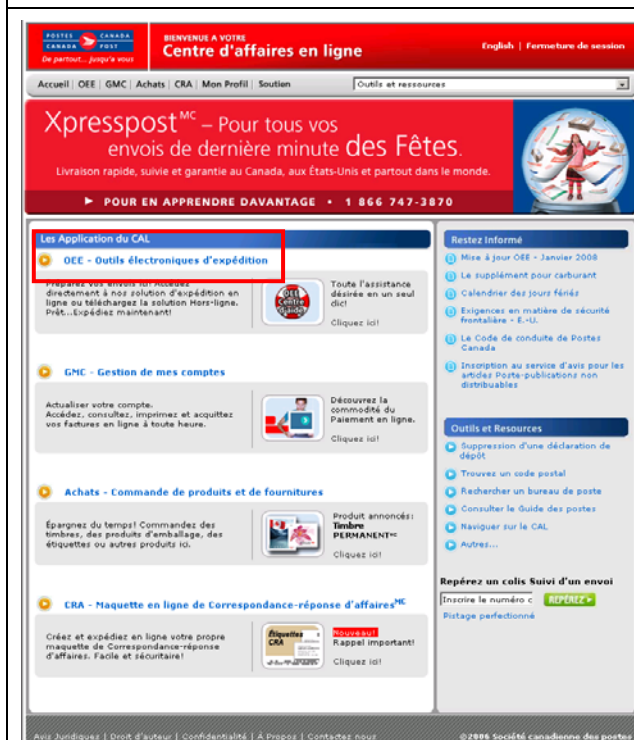 POSTES CANADA
CANADA POST
De partout... jusqu'à vous
BIENVENUE A VOTRE
Centre d'affaires en ligne
English | Fermeture de session
Accueil | OEE | GMC | Achats | CRA | Mon Profil | Soutien
Outils et ressources
Xpresspost MC – Pour tous vos
envois de dernière minute des Fêtes.
Livraison rapide, suivie et garantie au Canada, aux États-Unis et partout dans le monde.
POUR EN APPRENDRE DAVANTAGE • 1 866 747-3870
Les Application du CAL
OEE - Outils électroniques d'expédition
Préparez vos envois ici! Accédez
directement à nos solution d'expédition en
ligne ou téléchargez la solution Hors-ligne.
Prêt...Expédiez maintenant!
OEE
Centre
d'aide
Toute l'assistance
désirée en un seul
clic!
Cliquez ici!
GMC - Gestion de mes comptes
Actualiser votre compte.
Accédez, consultez, imprimez et acquittez
vos factures en ligne à toute heure.
Découvrez la
commodité du
Paiement en ligne.
Cliquez ici!
Achats - Commande de produits et de fournitures
Épargnez du temps! Commandez des
timbres, des produits d'emballage, des
étiquettes ou autres produits ici.
Produit annoncés:
Timbre
PERMANENT MC
Cliquez ici!
CRA - Maquette en ligne de Correspondance-réponse d'affaires MC
Créez et expédiez en ligne votre propre
maquette de Correspondance-réponse
d'affaires. Facile et sécuritaire!
Étiquettes
CRA
Nouveau!
Rappel important!
Cliquez ici!
Restez Informé
Mise à jour OEE - Janvier 2008
Le supplément pour carburant
Calendrier des jours fériés
Exigences en matière de sécurité
frontalière - E.-U.
Le Code de conduite de Postes
Canada
Inscription au service d'avis pour les
articles Poste-publications non
distribuables
Outils et Resources
Suppression d'une déclaration de
dépôt
Trouvez un code postal
Rechercher un bureau de poste
Consulter le Guide des postes
Naviguer sur le CAL
Autres...
Repérez un colis Suivi d'un envoi
Inscrire le numéro c
REPÉREZ
Pistage perfectionné
Avis Juridiques | Droit d'auteur | Confidentialité | À Propos | Contactez nous
©2006 Société canadienne des postes